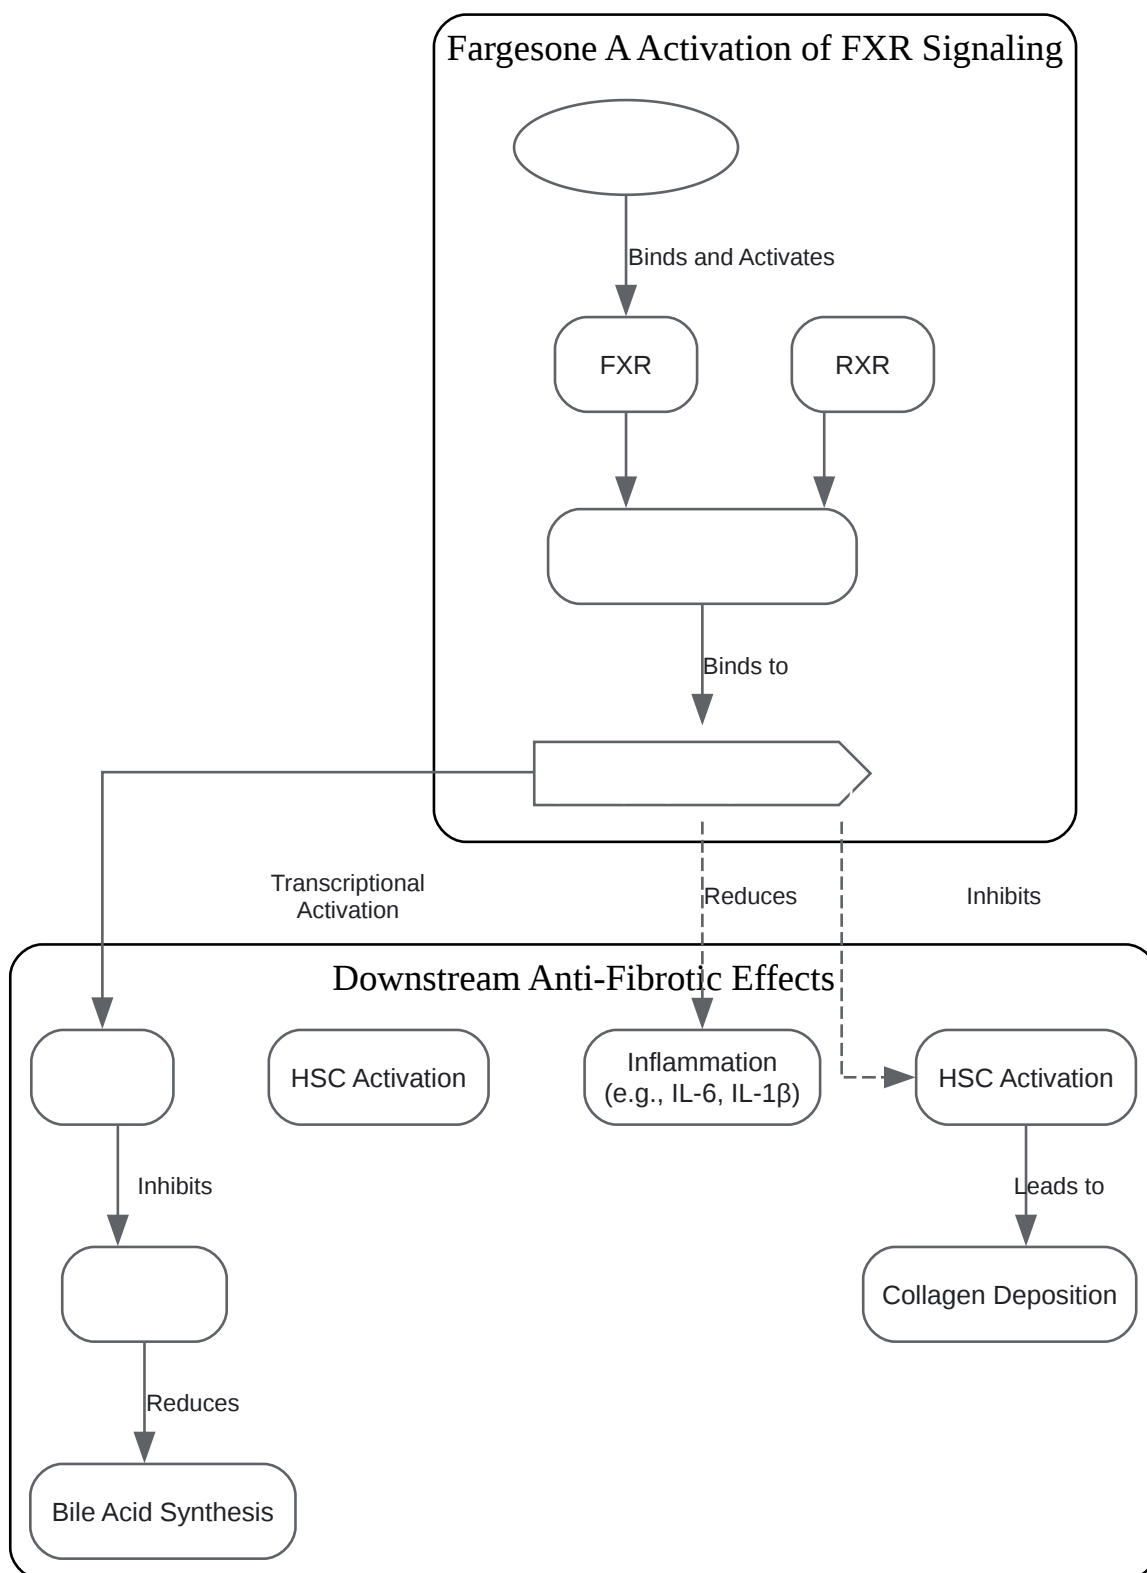 Fargesone A Activation of FXR Signaling
Binds and Activates
FXR
RXR
Binds to
Transcriptional
Activation
Reduces
Inhibits
Downstream Anti-Fibrotic Effects
HSC Activation
Inflammation
(e.g., IL-6, IL-1β)
HSC Activation
Inhibits
Leads to
Collagen Deposition
Reduces
Bile Acid Synthesis